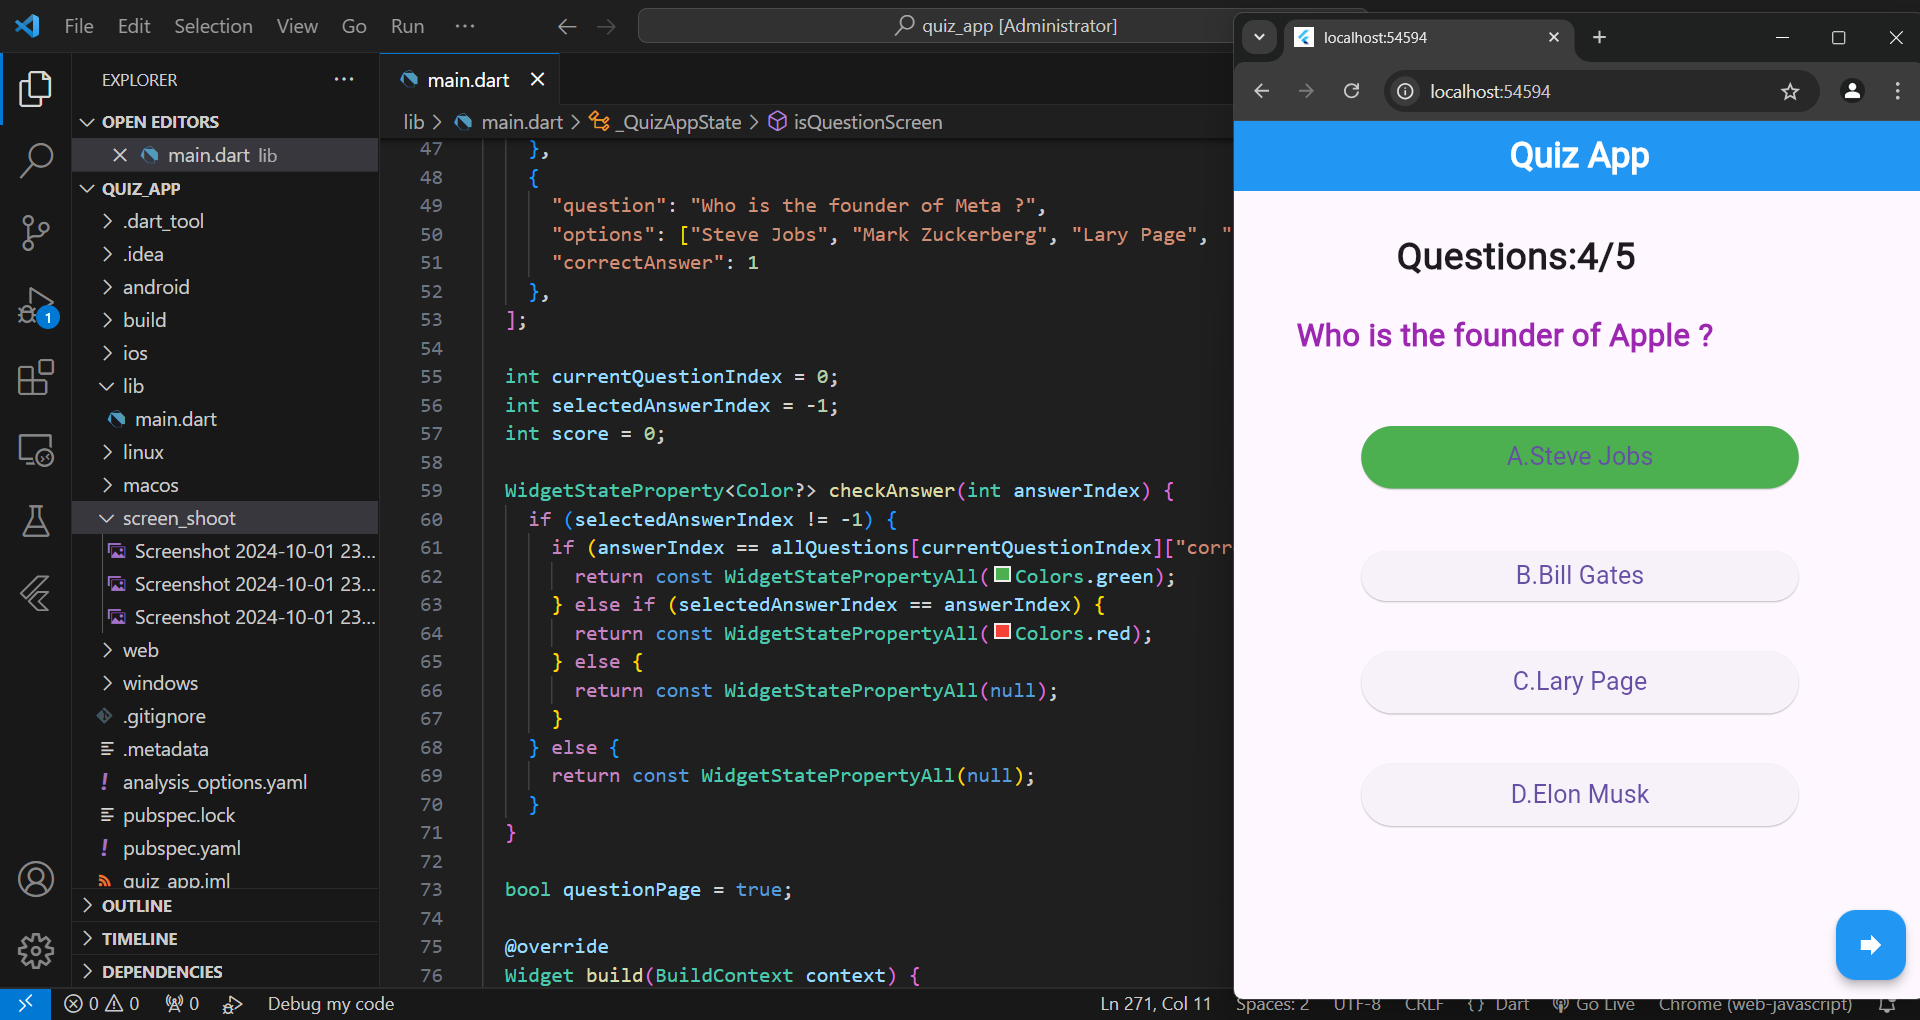 File Edit Selection View Go Run ···
quiz_app [Administrator]
EXPLORER
OPEN EDITORS
main.dart lib
QUIZ_APP
.dart_tool
.idea
android
build
ios
lib
main.dart
linux
macos
screen_shoot
Screenshot 2024-10-01 23...
Screenshot 2024-10-01 23...
Screenshot 2024-10-01 23...
web
windows
.gitignore
.metadata
analysis_options.yaml
pubspec.lock
pubspec.yaml
quiz_app.iml
OUTLINE
TIMELINE
DEPENDENCIES
1
main.dart
lib > main.dart > _QuizAppState > isQuestionScreen
47 },
48 {
49 "question": "Who is the founder of Meta ?",
50 "options": ["Steve Jobs", "Mark Zuckerberg", "Lary Page", "
51 "correctAnswer": 1
52 },
53 ];
54
55 int currentQuestionIndex = 0;
56 int selectedAnswerIndex = -1;
57 int score = 0;
58
59 WidgetStateProperty<Color?> checkAnswer(int answerIndex) {
60 if (selectedAnswerIndex != -1) {
61 if (answerIndex == allQuestions[currentQuestionIndex]["corr
62 return const WidgetStatePropertyAll(Colors.green);
63 } else if (selectedAnswerIndex == answerIndex) {
64 return const WidgetStatePropertyAll(Colors.red);
65 } else {
66 return const WidgetStatePropertyAll(null);
67 }
68 } else {
69 return const WidgetStatePropertyAll(null);
70 }
71 }
72
73 bool questionPage = true;
74
75 @override
76 Widget build(BuildContext context) {
localhost:54594
localhost:54594
Quiz App
Questions:4/5
Who is the founder of Apple ?
A.Steve Jobs
B.Bill Gates
C.Lary Page
D.Elon Musk
0 0 0 Debug my code
Ln 271, Col 11 Spaces: 2 UTF-8 CRLF {} Dart Go Live Chrome (web-javascript)